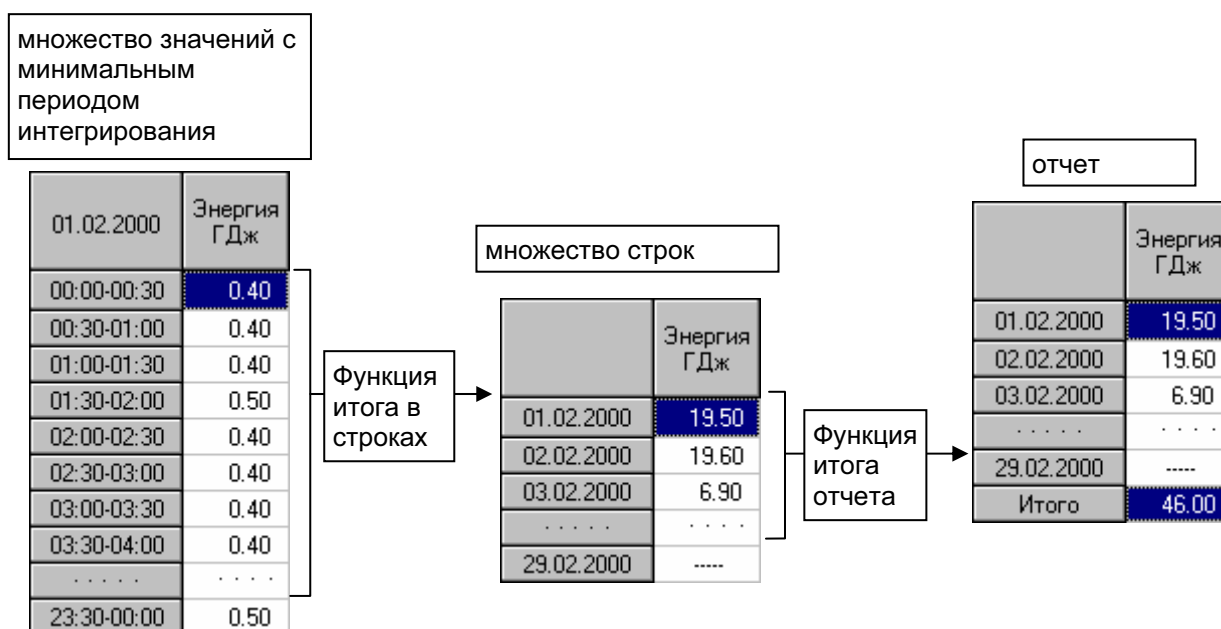 множество значений с
минимальным
периодом
интегрирования
01.02.2000 Энергия
ГДж
00:00-00:30 0.40
00:30-01:00 0.40
01:00-01:30 0.40
01:30-02:00 0.50
02:00-02:30 0.40
02:30-03:00 0.40
03:00-03:30 0.40
03:30-04:00 0.40
. . . . . . . . .
23:30-00:00 0.50
Функция
итога в
строках
множество строк
Энергия
ГДж
01.02.2000 19.50
02.02.2000 19.60
03.02.2000 6.90
. . . . . . . . .
29.02.2000 -----
Функция
итога
отчета
отчет
Энергия
ГДж
01.02.2000 19.50
02.02.2000 19.60
03.02.2000 6.90
. . . . . . . . .
29.02.2000 -----
Итого 46.00